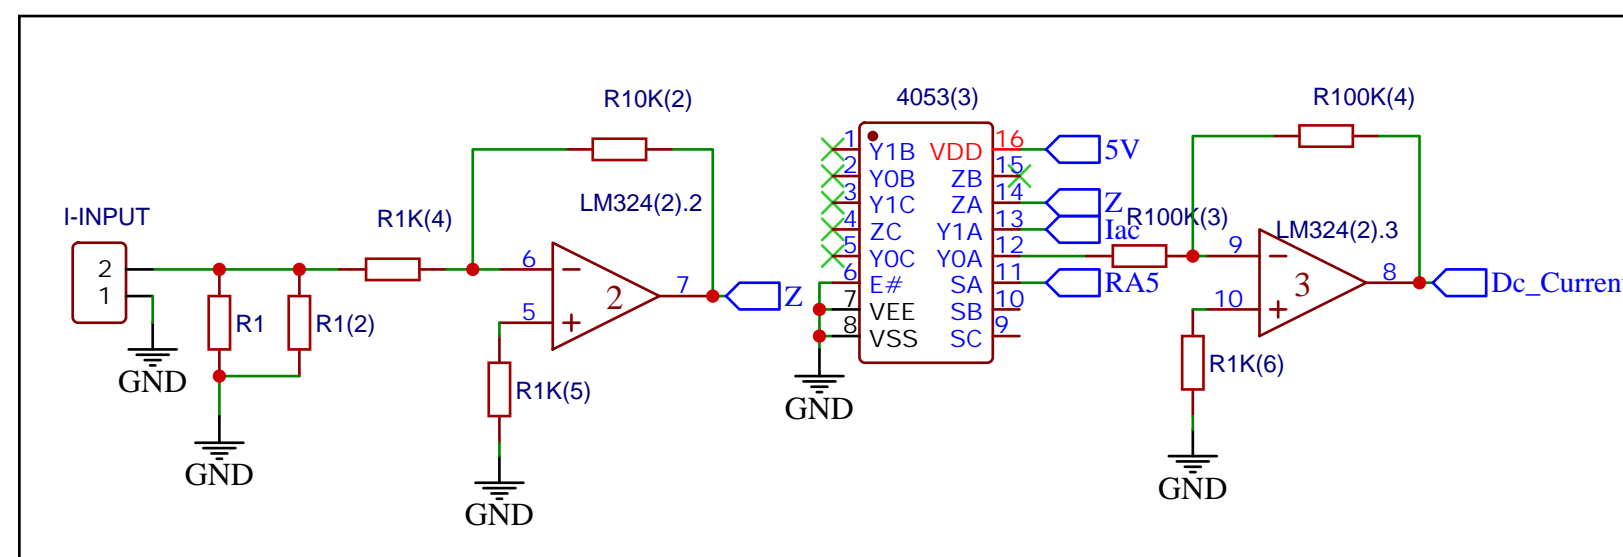 R10K(2)
4053(3)
R100K(4)
I-INPUT
R1K(4)
LM324(2).2
2
1
R1
R1(2)
GND
GND
6
5
7
2
Z
R1K(5)
GND
1 Y1B VDD 16 5V
2 Y0B ZB 15
3 Y1C ZA 14 Z
4 ZC Y1A 13 Iac
5 Y0C Y0A 12
6 E# SA 11 RA5
7 VEE SB 10
8 VSS SC 9
GND
R100K(3)
LM324(2).3
9
10
8
3
Dc_Current
R1K(6)
GND